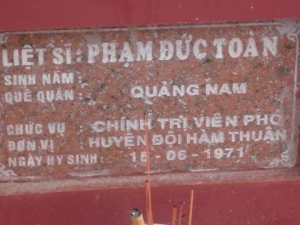 LIỆT SĨ : PHẠM ĐỨC TOÀN
SINH NĂM :
QUÊ QUÁN : QUẢNG NAM
CHỨC VỤ : CHÍNH TRỊ VIÊN PHÓ
ĐƠN VỊ : HUYỆN ĐỘI HÀM THUẬN
NGÀY HY SINH : 15-06-1971